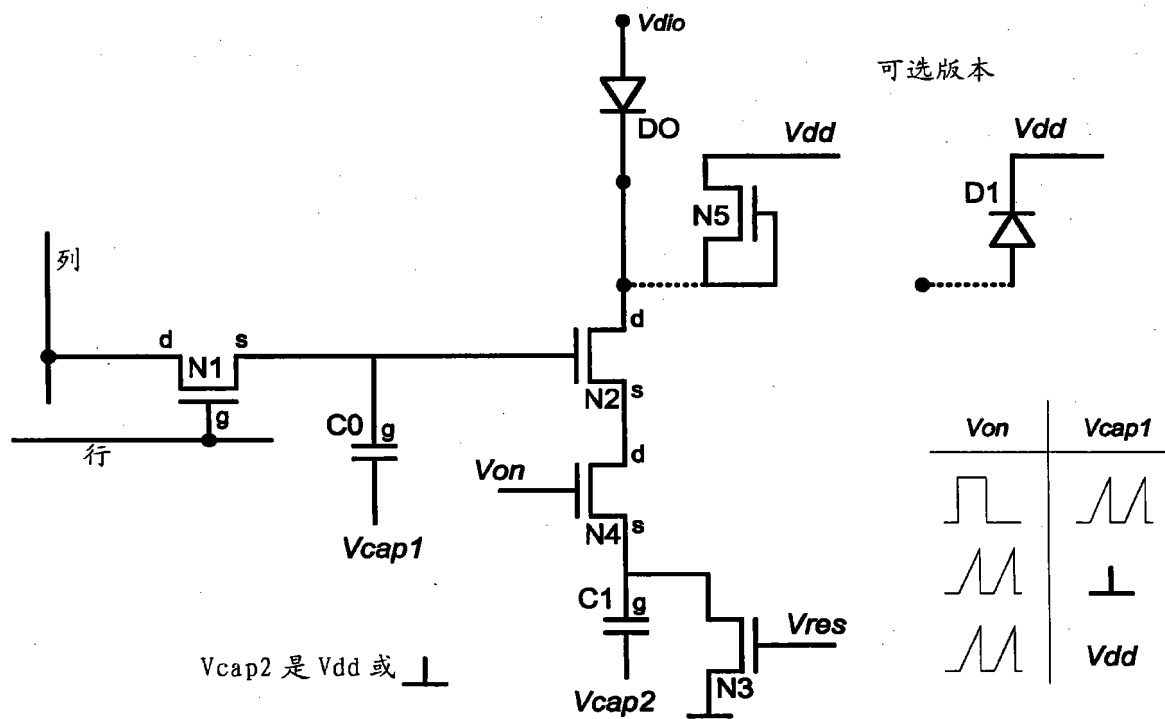 Vdio
可选版本
DO
Vdd
Vdd
N5
D1
列
d
d
s
N1
N2
s
g
C0
g
行
d
Von
Von
Vcap1
N4
s
Vcap1
C1
g
Vres
Vcap2 是 Vdd 或
N3
Vdd
Vcap2